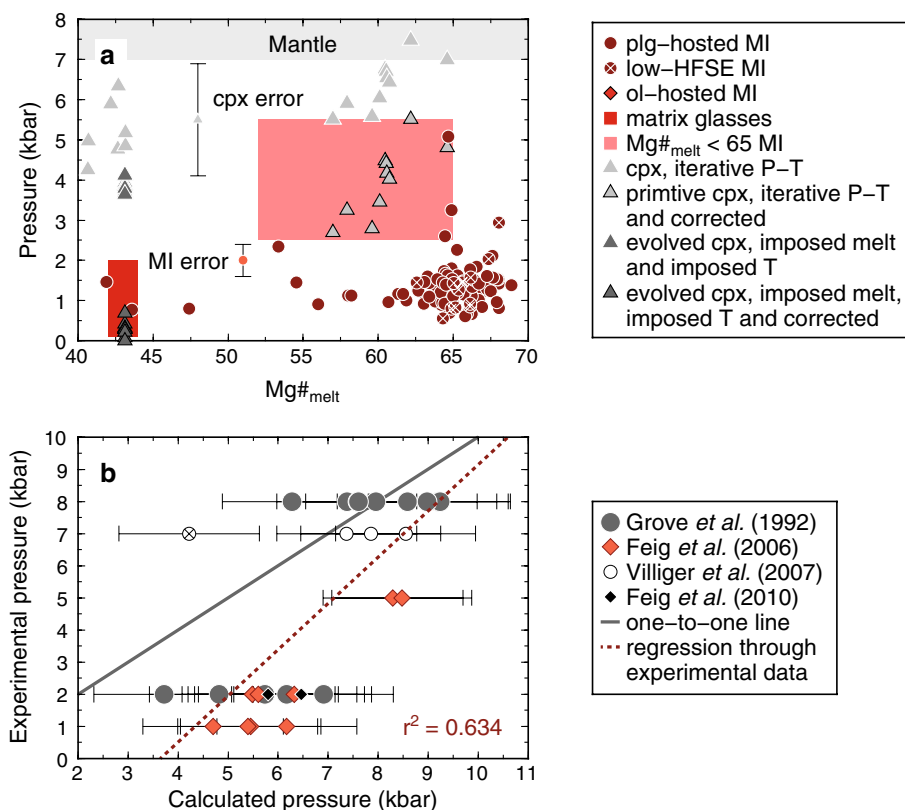 8
7
6
5
4
3
2
1
0
Pressure (kbar)
a
Mantle
cpx error
MI error
40 45 50 55 60 65 70
Mg#melt
plg-hosted MI
low-HFSE MI
ol-hosted MI
matrix glasses
Mg#melt < 65 MI
cpx, iterative P-T
primtive cpx, iterative P-T
and corrected
evolved cpx, imposed melt
and imposed T
evolved cpx, imposed melt,
imposed T and corrected
10
9
8
7
6
5
4
3
2
1
0
Experimental pressure (kbar)
b
r² = 0.634
2 3 4 5 6 7 8 9 10 11
Calculated pressure (kbar)
Grove et al. (1992)
Feig et al. (2006)
Villiger et al. (2007)
Feig et al. (2010)
one-to-one line
regression through
experimental data